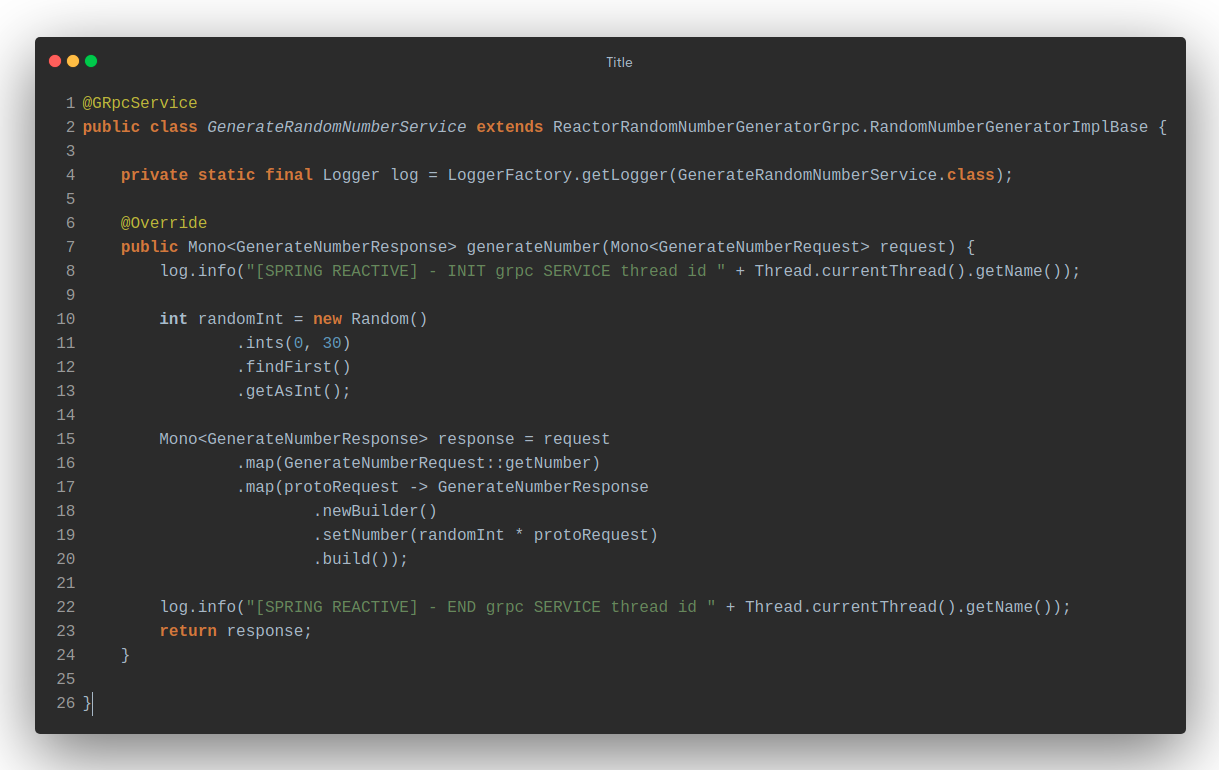 Title
1 @GRpcService
2 public class GenerateRandomNumberService extends ReactorRandomNumberGeneratorGrpc.RandomNumberGeneratorImplBase {
3
4     private static final Logger log = LoggerFactory.getLogger(GenerateRandomNumberService.class);
5
6     @Override
7     public Mono<GenerateNumberResponse> generateNumber(Mono<GenerateNumberRequest> request) {
8         log.info("[SPRING REACTIVE] - INIT grpc SERVICE thread id " + Thread.currentThread().getName());
9
10         int randomInt = new Random()
11                 .ints(0, 30)
12                 .findFirst()
13                 .getAsInt();
14
15         Mono<GenerateNumberResponse> response = request
16                 .map(GenerateNumberRequest::getNumber)
17                 .map(protoRequest -> GenerateNumberResponse
18                         .newBuilder()
19                         .setNumber(randomInt * protoRequest)
20                         .build());
21
22         log.info("[SPRING REACTIVE] - END grpc SERVICE thread id " + Thread.currentThread().getName());
23         return response;
24     }
25
26 }